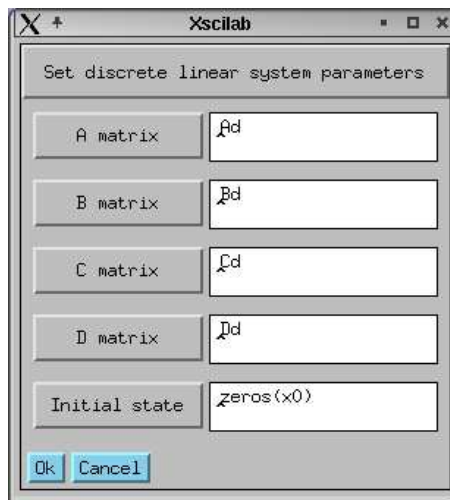 Xscilab
Set discrete linear system parameters
A matrix Ad
B matrix Bd
C matrix Cd
D matrix Dd
Initial state zeros(x0)
Ok Cancel